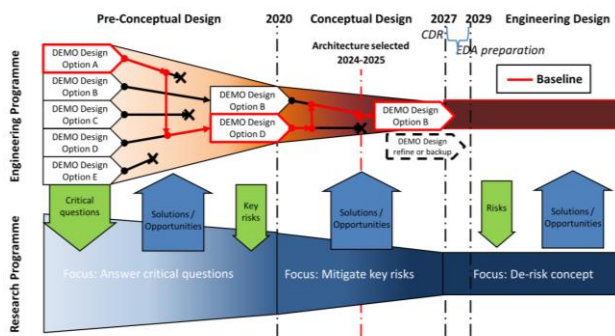 Pre-Conceptual Design
2020
Conceptual Design
2027
2029
Engineering Design
CDR
EDA preparation
Architecture selected
2024-2025
Engineering Programme
DEMO Design
Option A
DEMO Design
Option B
DEMO Design
Option C
DEMO Design
Option D
DEMO Design
Option E
DEMO Design
Option B
DEMO Design
Option D
DEMO Design
Option B
DEMO Design
refine or backup
Baseline
Critical
questions
Solutions /
Opportunities
Key
risks
Solutions /
Opportunities
Risks
Solutions /
Opportunities
Research Programme
Focus: Answer critical questions
Focus: Mitigate key risks
Focus: De-risk concept